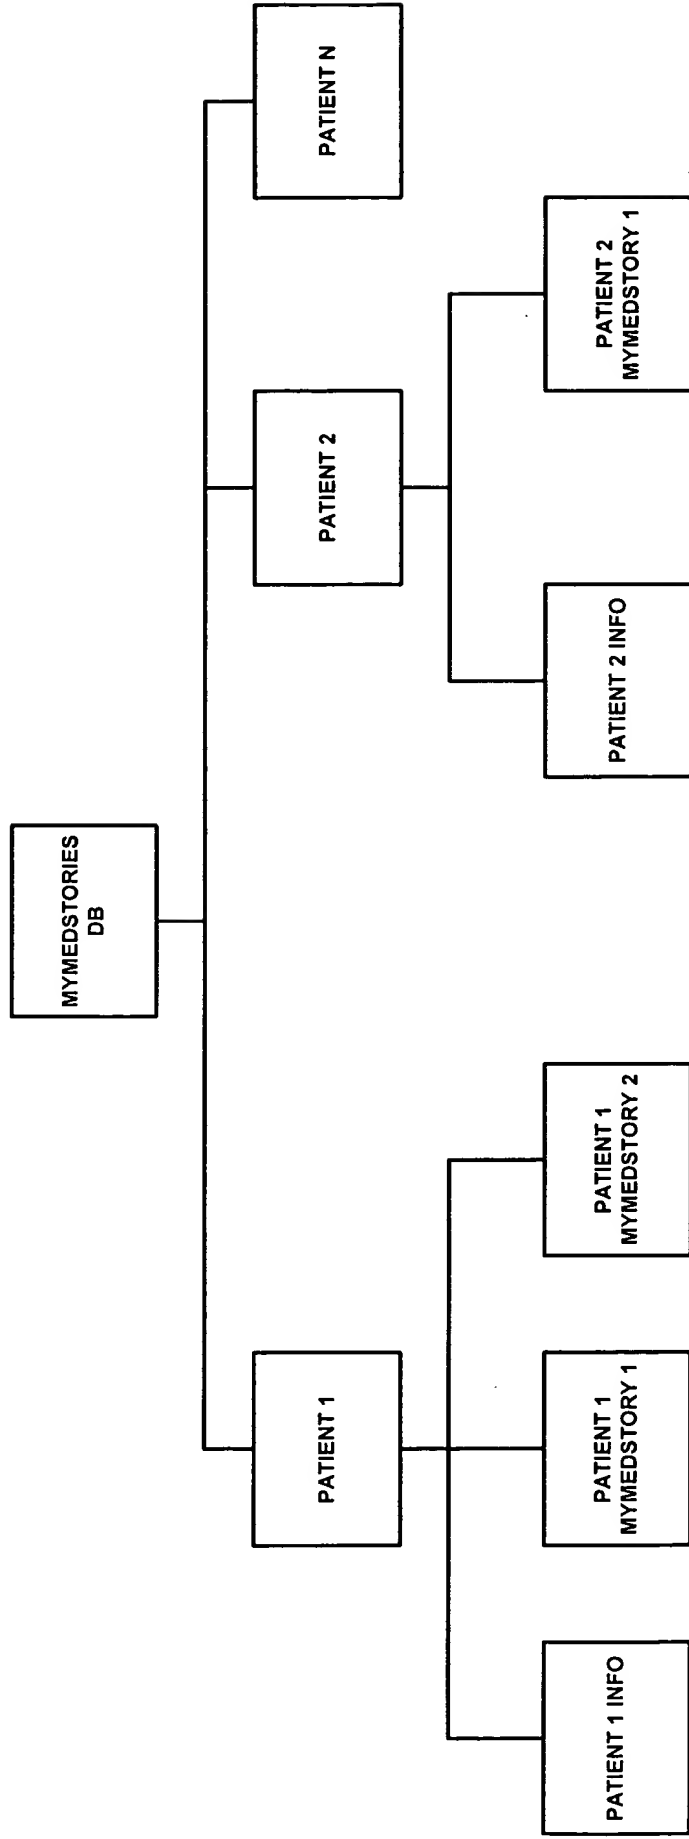 MYMEDSTORIES
DB
PATIENT 1
PATIENT 2
PATIENT N
PATIENT 1 INFO
PATIENT 1
MYMEDSTORY 1
PATIENT 1
MYMEDSTORY 2
PATIENT 2 INFO
PATIENT 2
MYMEDSTORY 1